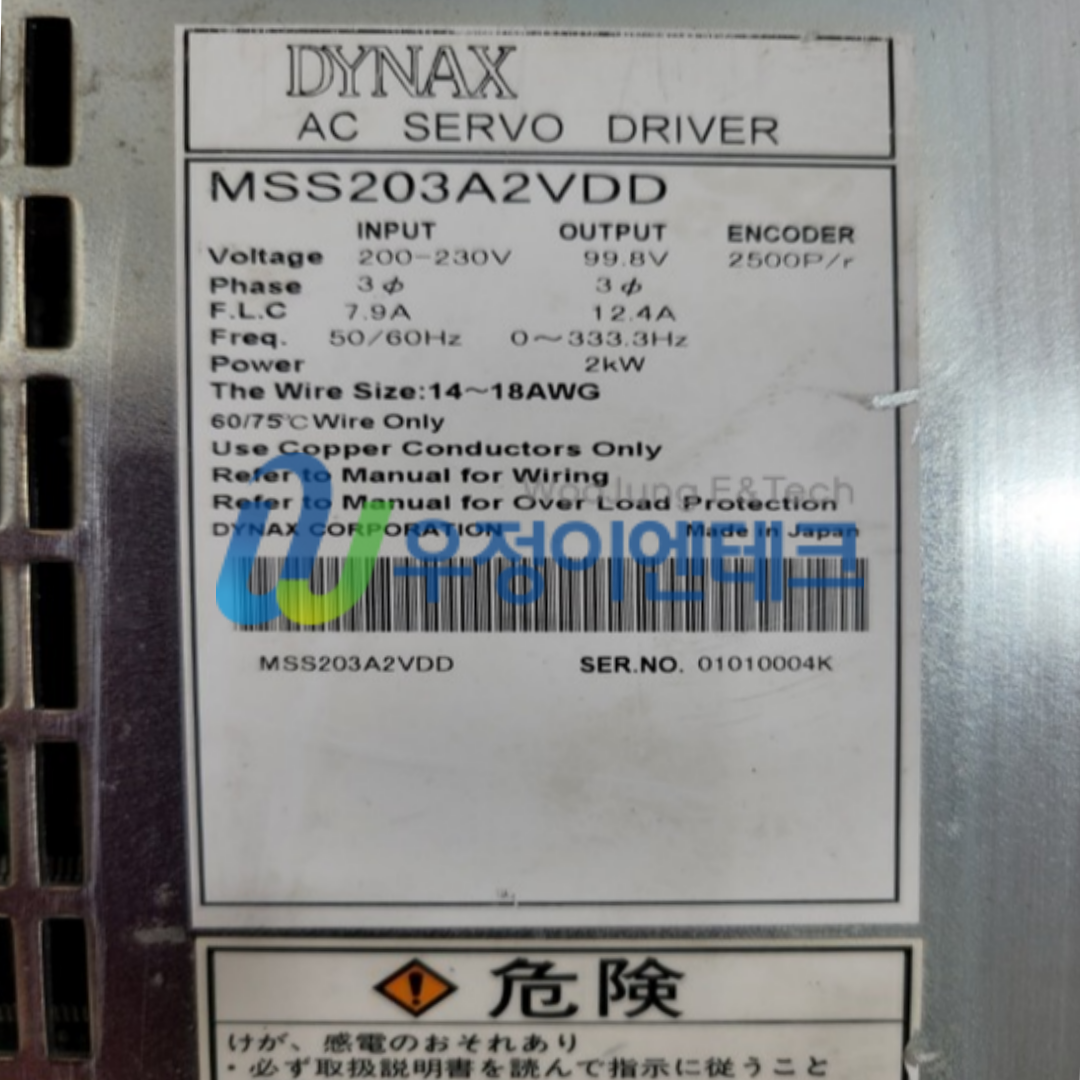 DYNAX
AC SERVO DRIVER
MSS203A2VDD
INPUT OUTPUT ENCODER
Voltage 200-230V 99.8V 2500P/r
Phase 3ф 3ф
F.L.C 7.9A 12.4A
Freq. 50/60Hz 0～333.3Hz
Power 2kW
The Wire Size:14～18AWG
60/75℃ Wire Only
Use Copper Conductors Only
Refer to Manual for Wiring
WooJung E&Tech
Refer to Manual for Over Load Protection
DYNAX CORPORATION Made in Japan
우정이엔테크
MSS203A2VDD SER.NO. 01010004K
危険
けが、感電のおそれあり
・必ず取扱説明書を読んで指示に従うこと